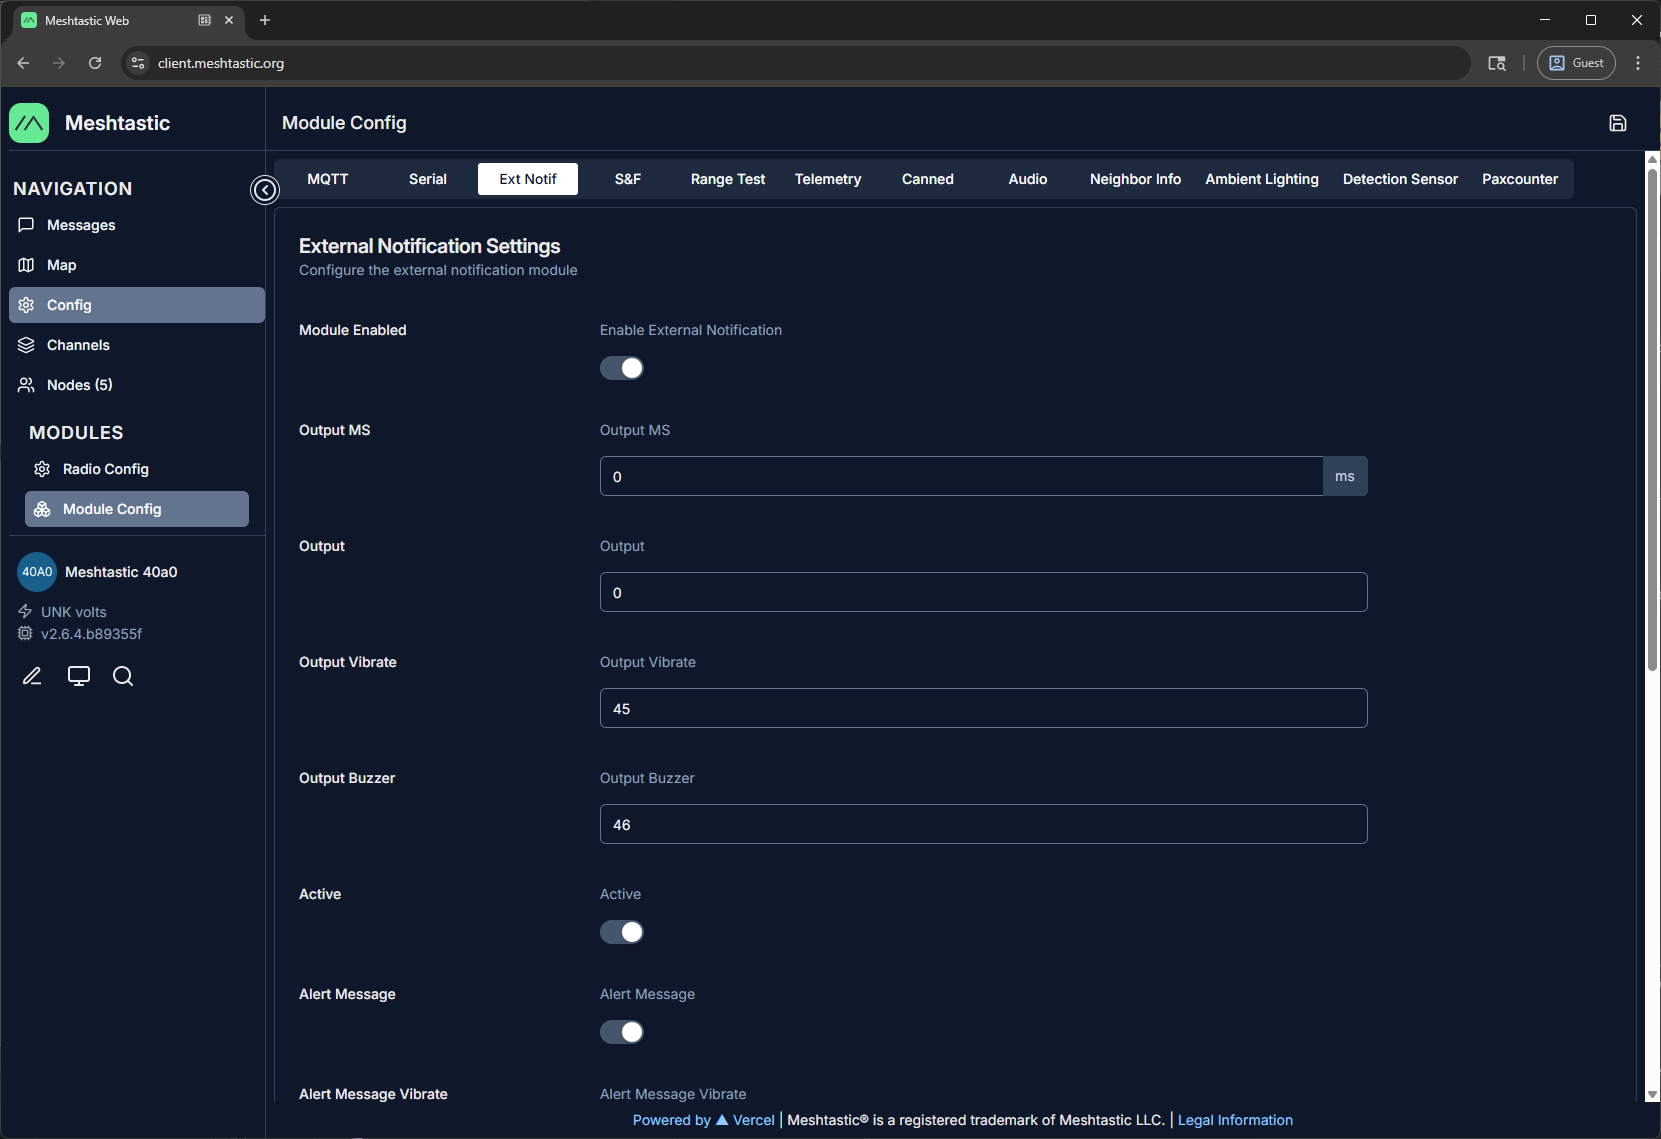 Meshtastic Web
client.meshtastic.org
Guest
Meshtastic
Module Config
NAVIGATION
Messages
Map
Config
Channels
Nodes (5)
MODULES
Radio Config
Module Config
40A0 Meshtastic 40a0
UNK volts
v2.6.4.b89355f
MQTT Serial Ext Notif S&F Range Test Telemetry Canned Audio Neighbor Info Ambient Lighting Detection Sensor Paxcounter
External Notification Settings
Configure the external notification module
Module Enabled
Enable External Notification
Output MS
Output MS
0 ms
Output
Output
0
Output Vibrate
Output Vibrate
45
Output Buzzer
Output Buzzer
46
Active
Active
Alert Message
Alert Message
Alert Message Vibrate
Alert Message Vibrate
Powered by ▲ Vercel | Meshtastic® is a registered trademark of Meshtastic LLC. | Legal Information